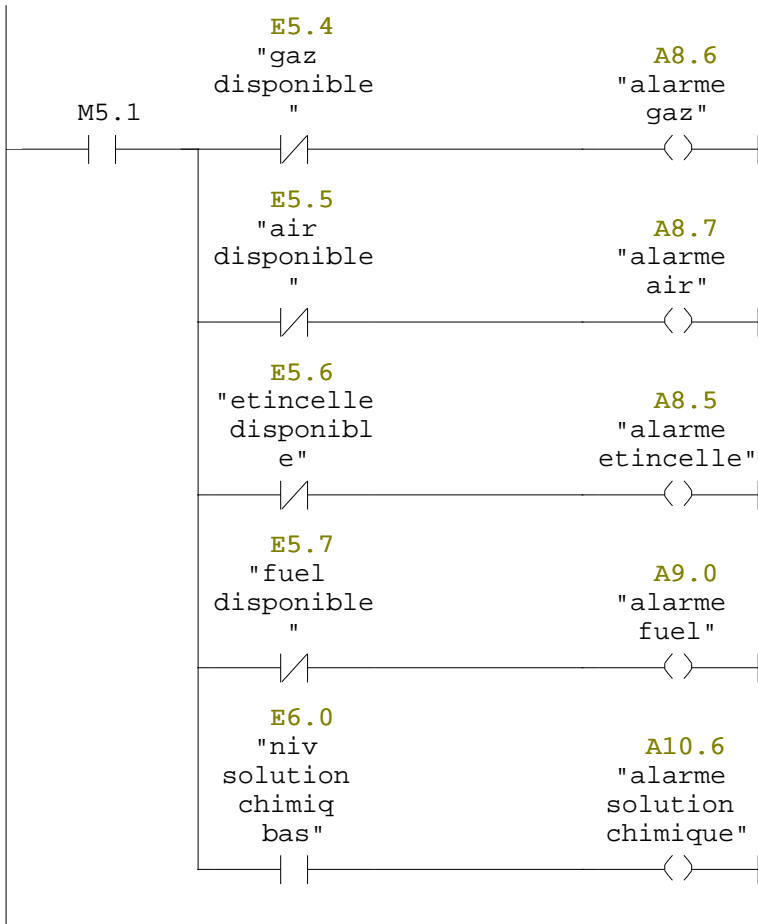 E5.4
"gaz
disponible
"
A8.6
"alarme
gaz"
M5.1
E5.5
"air
disponible
"
A8.7
"alarme
air"
E5.6
"etincelle
disponibl
e"
A8.5
"alarme
etincelle"
E5.7
"fuel
disponible
"
A9.0
"alarme
fuel"
E6.0
"niv
solution
chimiq
bas"
A10.6
"alarme
solution
chimique"